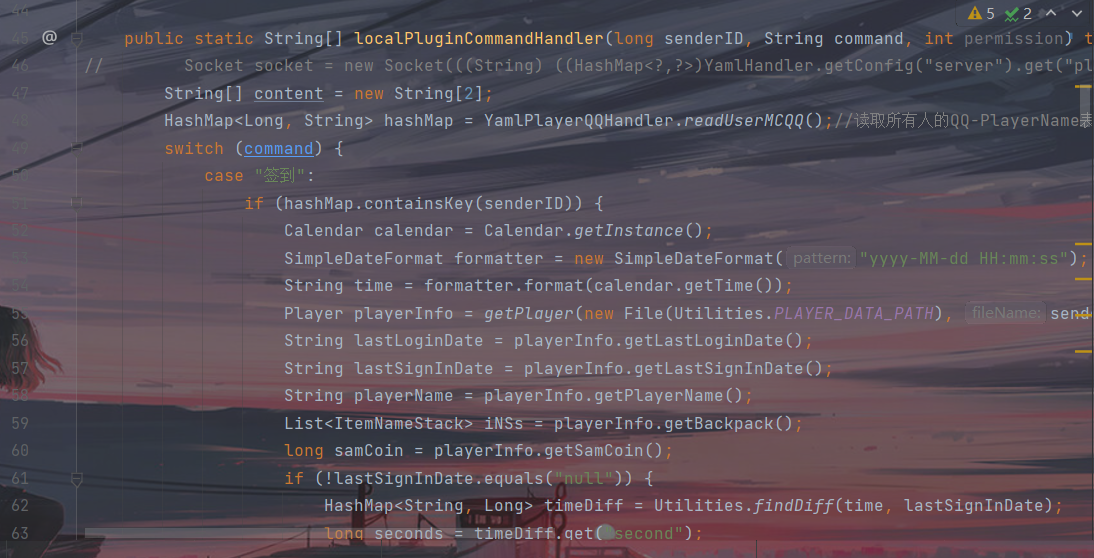 5 2
44
45 @ public static String[] localPluginCommandHandler(long senderID, String command, int permission) t
46 // Socket socket = new Socket(((String) ((HashMap<?,?>)YamlHandler.getConfig("server").get("pl
47 String[] content = new String[2];
48 HashMap<Long, String> hashMap = YamlPlayerQQHandler.readUserMCQQ();//读取所有人的QQ-PlayerName表
49 switch (command) {
50 case "签到":
51 if (hashMap.containsKey(senderID)) {
52 Calendar calendar = Calendar.getInstance();
53 SimpleDateFormat formatter = new SimpleDateFormat( pattern: "yyyy-MM-dd HH:mm:ss");
54 String time = formatter.format(calendar.getTime());
55 Player playerInfo = getPlayer(new File(Utilities.PLAYER_DATA_PATH), fileName: send
56 String lastLoginDate = playerInfo.getLastLoginDate();
57 String lastSignInDate = playerInfo.getLastSignInDate();
58 String playerName = playerInfo.getPlayerName();
59 List<ItemNameStack> iNSs = playerInfo.getBackpack();
60 long samCoin = playerInfo.getSamCoin();
61 if (!lastSignInDate.equals("null")) {
62 HashMap<String, Long> timeDiff = Utilities.findDiff(time, lastSignInDate);
63 long seconds = timeDiff.get("second");